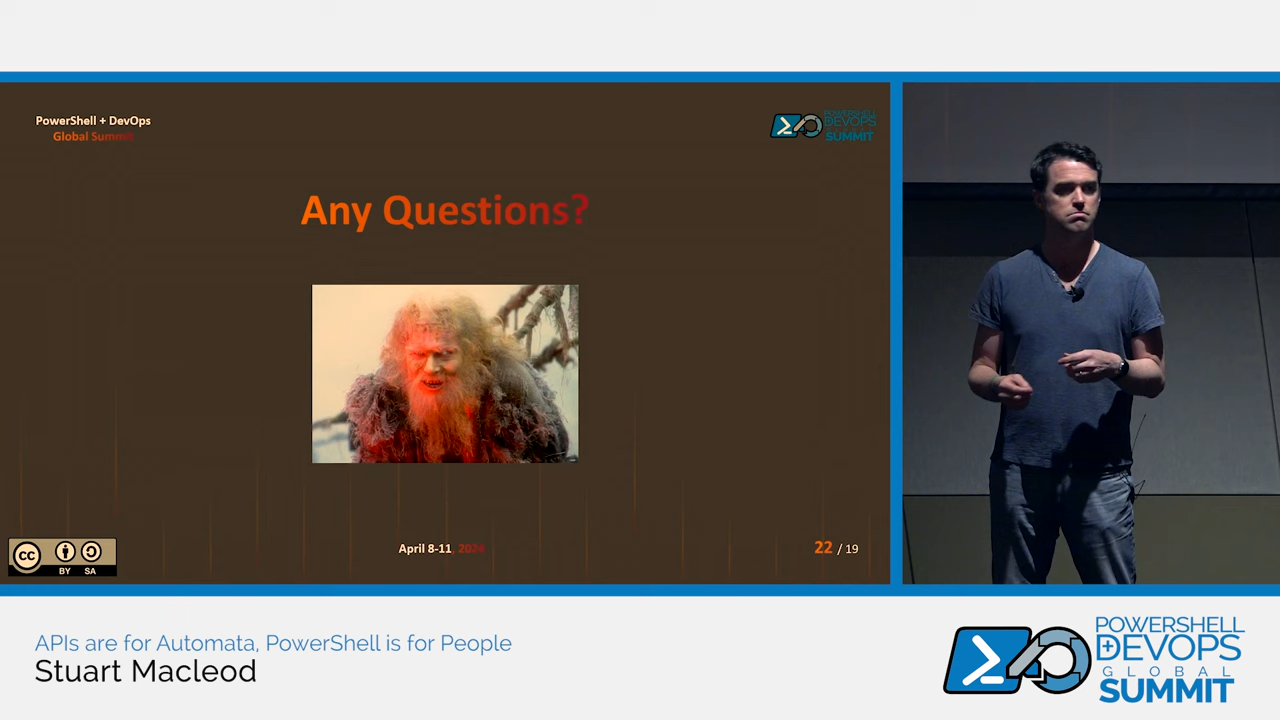 PowerShell + DevOps
Global Summit
POWERSHELL
DEVOPS
SUMMIT
Any Questions?
cc
BY SA
April 8-11, 2024
22 / 19
APIs are for Automata, PowerShell is for People
Stuart Macleod
POWERSHELL
DEVOPS
GLOBAL
SUMMIT